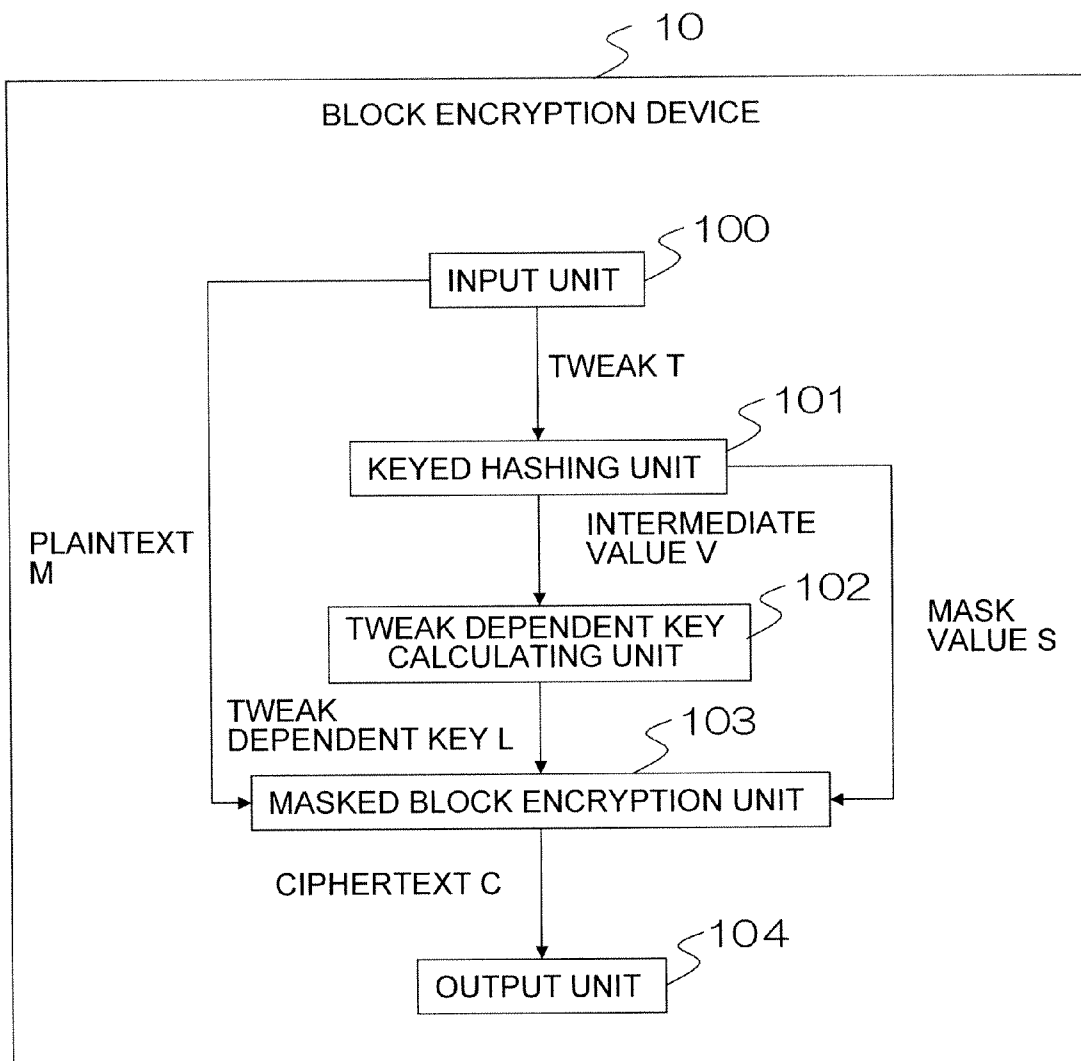 10
BLOCK ENCRYPTION DEVICE
100
INPUT UNIT
TWEAK T
101
KEYED HASHING UNIT
PLAINTEXT
M
INTERMEDIATE
VALUE V
102
TWEAK DEPENDENT KEY
CALCULATING UNIT
MASK
VALUE S
TWEAK
DEPENDENT KEY L
103
MASKED BLOCK ENCRYPTION UNIT
CIPHERTEXT C
104
OUTPUT UNIT